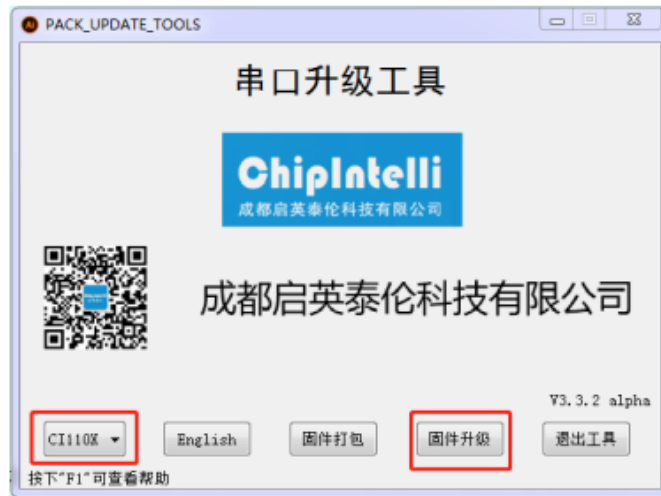 PACK_UPDATE_TOOLS
串口升级工具
ChipIntelli
成都启英泰伦科技有限公司
成都启英泰伦科技有限公司
V3.3.2 alpha
CI110X English 固件打包 固件升级 退出工具
按下"F1"可查看帮助